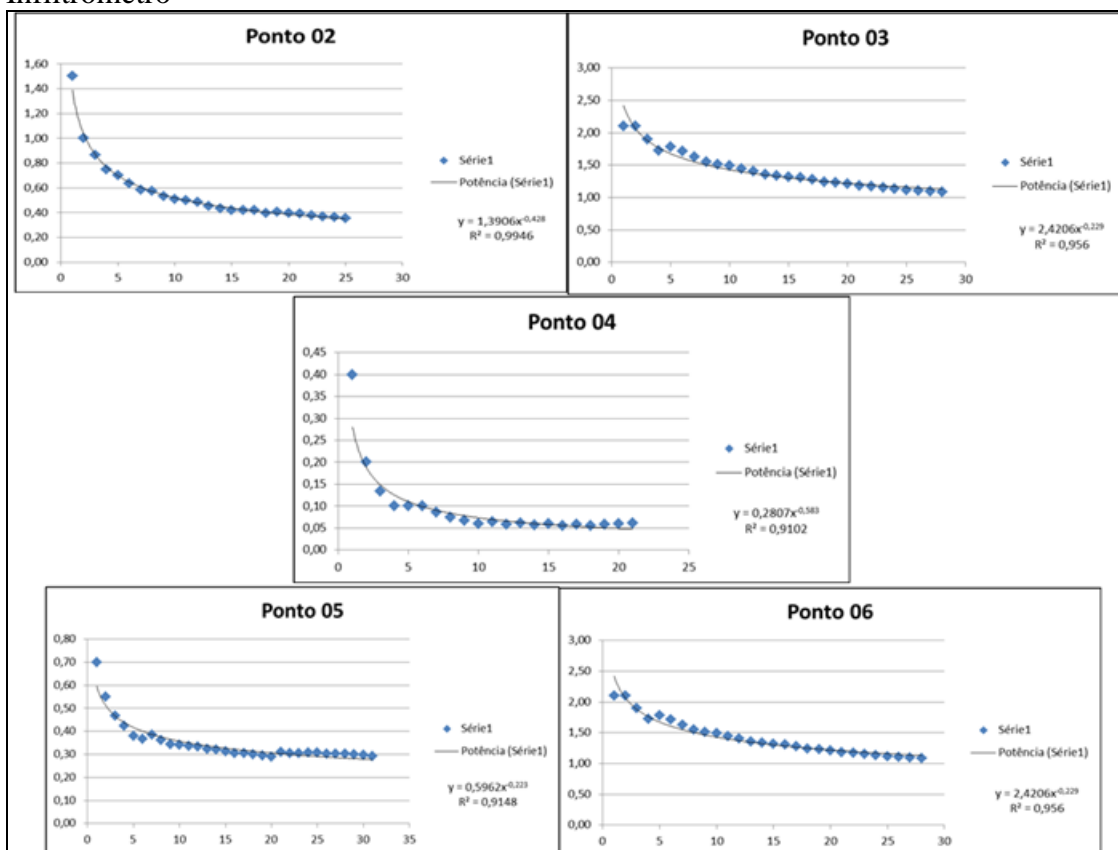 Infiltrômetro
Ponto 02
1,60
1,40
1,20
1,00
0,80
0,60
0,40
0,20
0,00
0 5 10 15 20 25 30
Série1
Potência (Série1)
y = 1,3906x^-0,428
R² = 0,9946
Ponto 03
3,00
2,50
2,00
1,50
1,00
0,50
0,00
0 5 10 15 20 25 30
Série1
Potência (Série1)
y = 2,4206x^-0,229
R² = 0,956
Ponto 04
0,45
0,40
0,35
0,30
0,25
0,20
0,15
0,10
0,05
0,00
0 5 10 15 20 25
Série1
Potência (Série1)
y = 0,2807x^-0,583
R² = 0,9102
Ponto 05
0,80
0,70
0,60
0,50
0,40
0,30
0,20
0,10
0,00
0 5 10 15 20 25 30 35
Série1
Potência (Série1)
y = 0,5962x^-0,223
R² = 0,9148
Ponto 06
3,00
2,50
2,00
1,50
1,00
0,50
0,00
0 5 10 15 20 25 30
Série1
Potência (Série1)
y = 2,4206x^-0,229
R² = 0,956